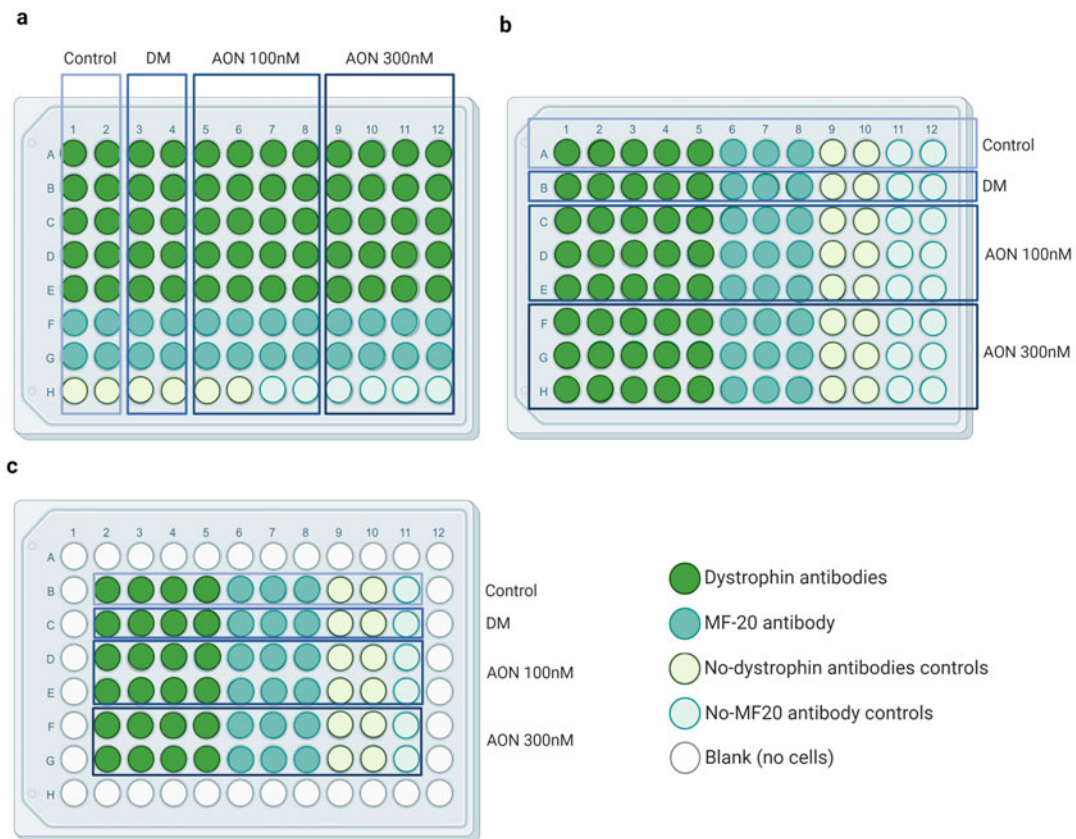 a
Control DM AON 100nM AON 300nM
1 2 3 4 5 6 7 8 9 10 11 12
A
B
C
D
E
F
G
H
b
1 2 3 4 5 6 7 8 9 10 11 12
A Control
B DM
C
D AON 100nM
E
F
G AON 300nM
H
c
1 2 3 4 5 6 7 8 9 10 11 12
A
B Control
C DM
D
AON 100nM
E
F
AON 300nM
G
H
Dystrophin antibodies
MF-20 antibody
No-dystrophin antibodies controls
No-MF20 antibody controls
Blank (no cells)